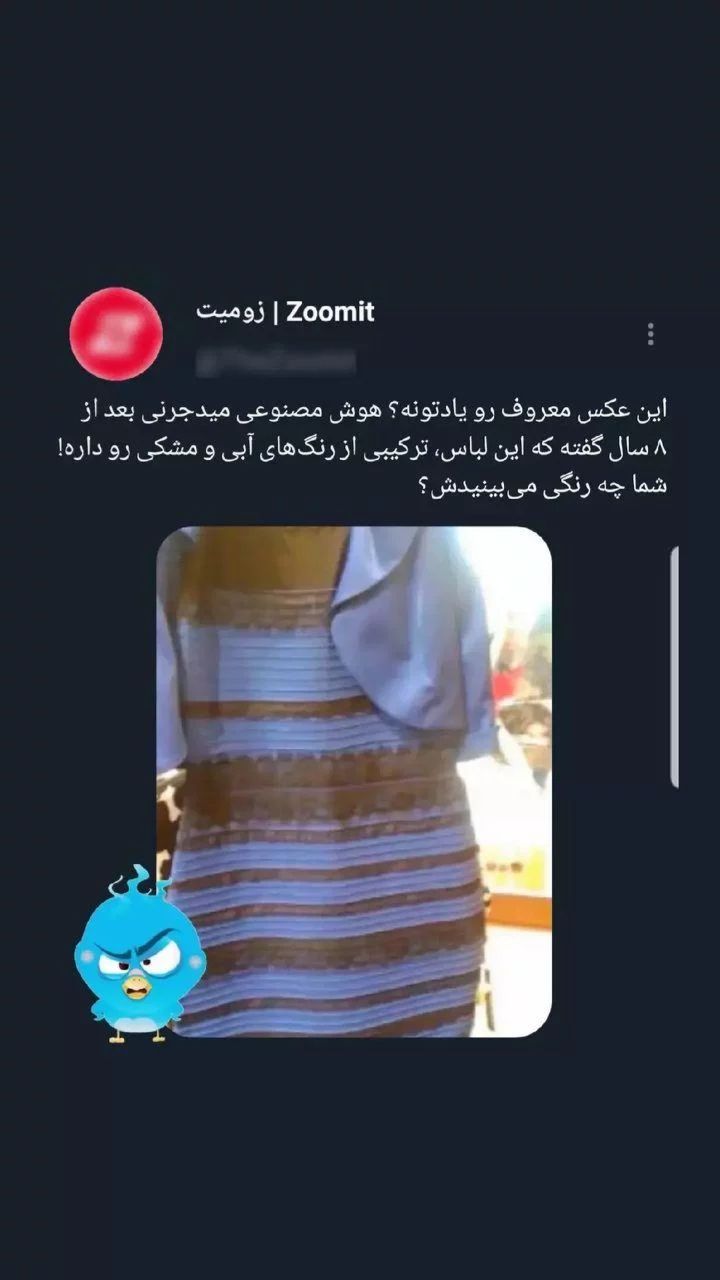 زومیت | Zoomit
این عکس معروف رو یادتونه؟ هوش مصنوعی میدجرنی بعد از
۸ سال گفته که این لباس، ترکیبی از رنگ‌های آبی و مشکی رو داره!
شما چه رنگی می‌بینیدش؟